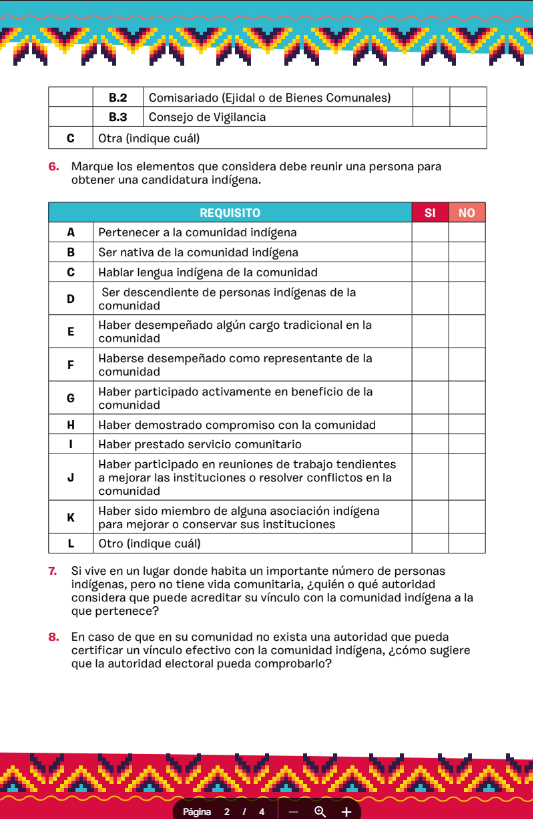 B.2 Comisariado (Ejidal o de Bienes Comunales)
B.3 Consejo de Vigilancia
C Otra (indique cuál)
6. Marque los elementos que considera debe reunir una persona para
obtener una candidatura indígena.
REQUISITO SI NO
A Pertenecer a la comunidad indígena
B Ser nativa de la comunidad indígena
C Hablar lengua indígena de la comunidad
D Ser descendiente de personas indígenas de la
comunidad
E Haber desempeñado algún cargo tradicional en la
comunidad
F Haberse desempeñado como representante de la
comunidad
G Haber participado activamente en beneficio de la
comunidad
H Haber demostrado compromiso con la comunidad
I Haber prestado servicio comunitario
J Haber participado en reuniones de trabajo tendientes
a mejorar las instituciones o resolver conflictos en la
comunidad
K Haber sido miembro de alguna asociación indígena
para mejorar o conservar sus instituciones
L Otro (indique cuál)
7. Si vive en un lugar donde habita un importante número de personas
indígenas, pero no tiene vida comunitaria, ¿quién o qué autoridad
considera que puede acreditar su vínculo con la comunidad indígena a la
que pertenece?
8. En caso de que en su comunidad no exista una autoridad que pueda
certificar un vínculo efectivo con la comunidad indígena, ¿cómo sugiere
que la autoridad electoral pueda comprobarlo?
Página 2 / 4